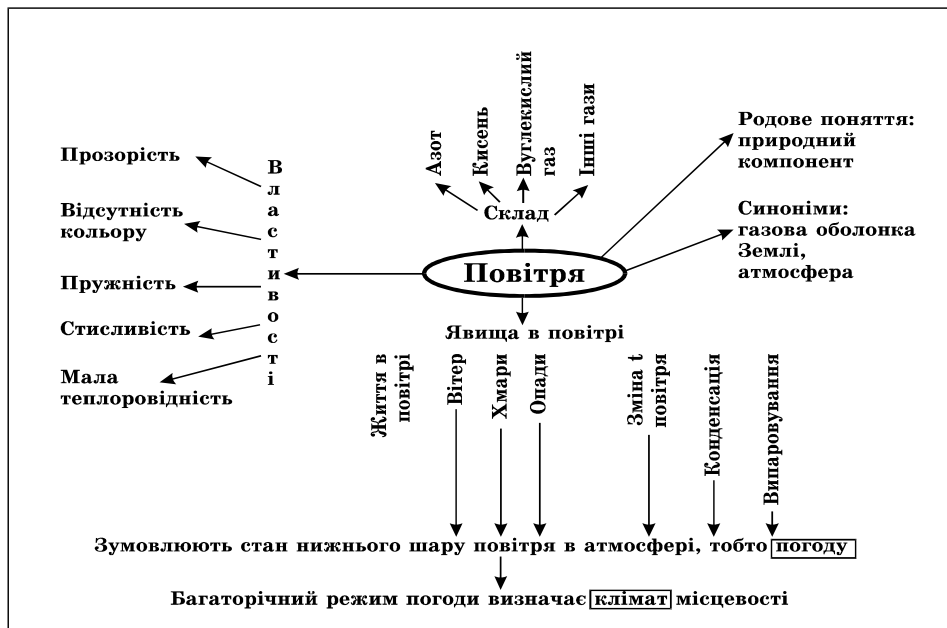 Азот
Кисень
Вуглекислий
газ
Інші гази
Склад
Родове поняття:
природний
компонент
Синоніми:
газова оболонка
Землі,
атмосфера
Повітря
Властивості
Прозорість
Відсутність
кольору
Пружність
Стисливість
Мала
теплоровідність
Явища в повітрі
Життя в
повітрі
Вітер
Хмари
Опади
Зміна t
повітря
Конденсація
Випаровування
Зумовлюють стан нижнього шару повітря в атмосфері, тобто погоду
Багаторічний режим погоди визначає клімат місцевості